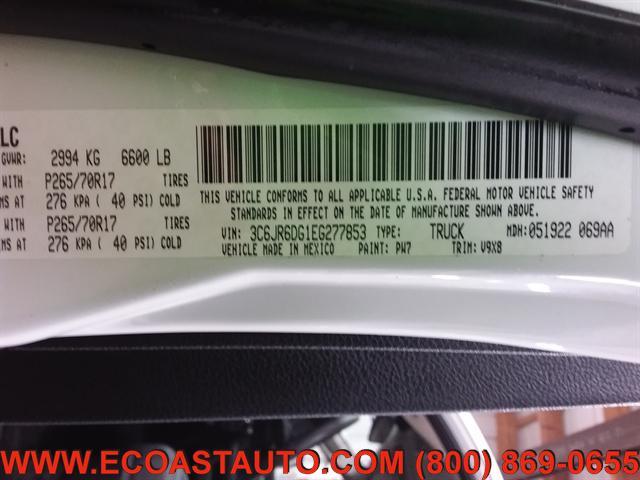 LC
GVWR: 2994 KG 6600 LB
WITH P265/70R17 TIRES
MS AT 276 KPA ( 40 PSI) COLD
WITH P265/70R17 TIRES
MS AT 276 KPA ( 40 PSI) COLD
THIS VEHICLE CONFORMS TO ALL APPLICABLE U.S.A. FEDERAL MOTOR VEHICLE SAFETY
STANDARDS IN EFFECT ON THE DATE OF MANUFACTURE SHOWN ABOVE.
VIN: 3C6JR6DG1EG277853 TYPE: TRUCK MDH: 051922 069AA
VEHICLE MADE IN MEXICO PAINT: PW7 TRIM: V9X8
WWW.ECOASTAUTO.COM (800) 869-0655